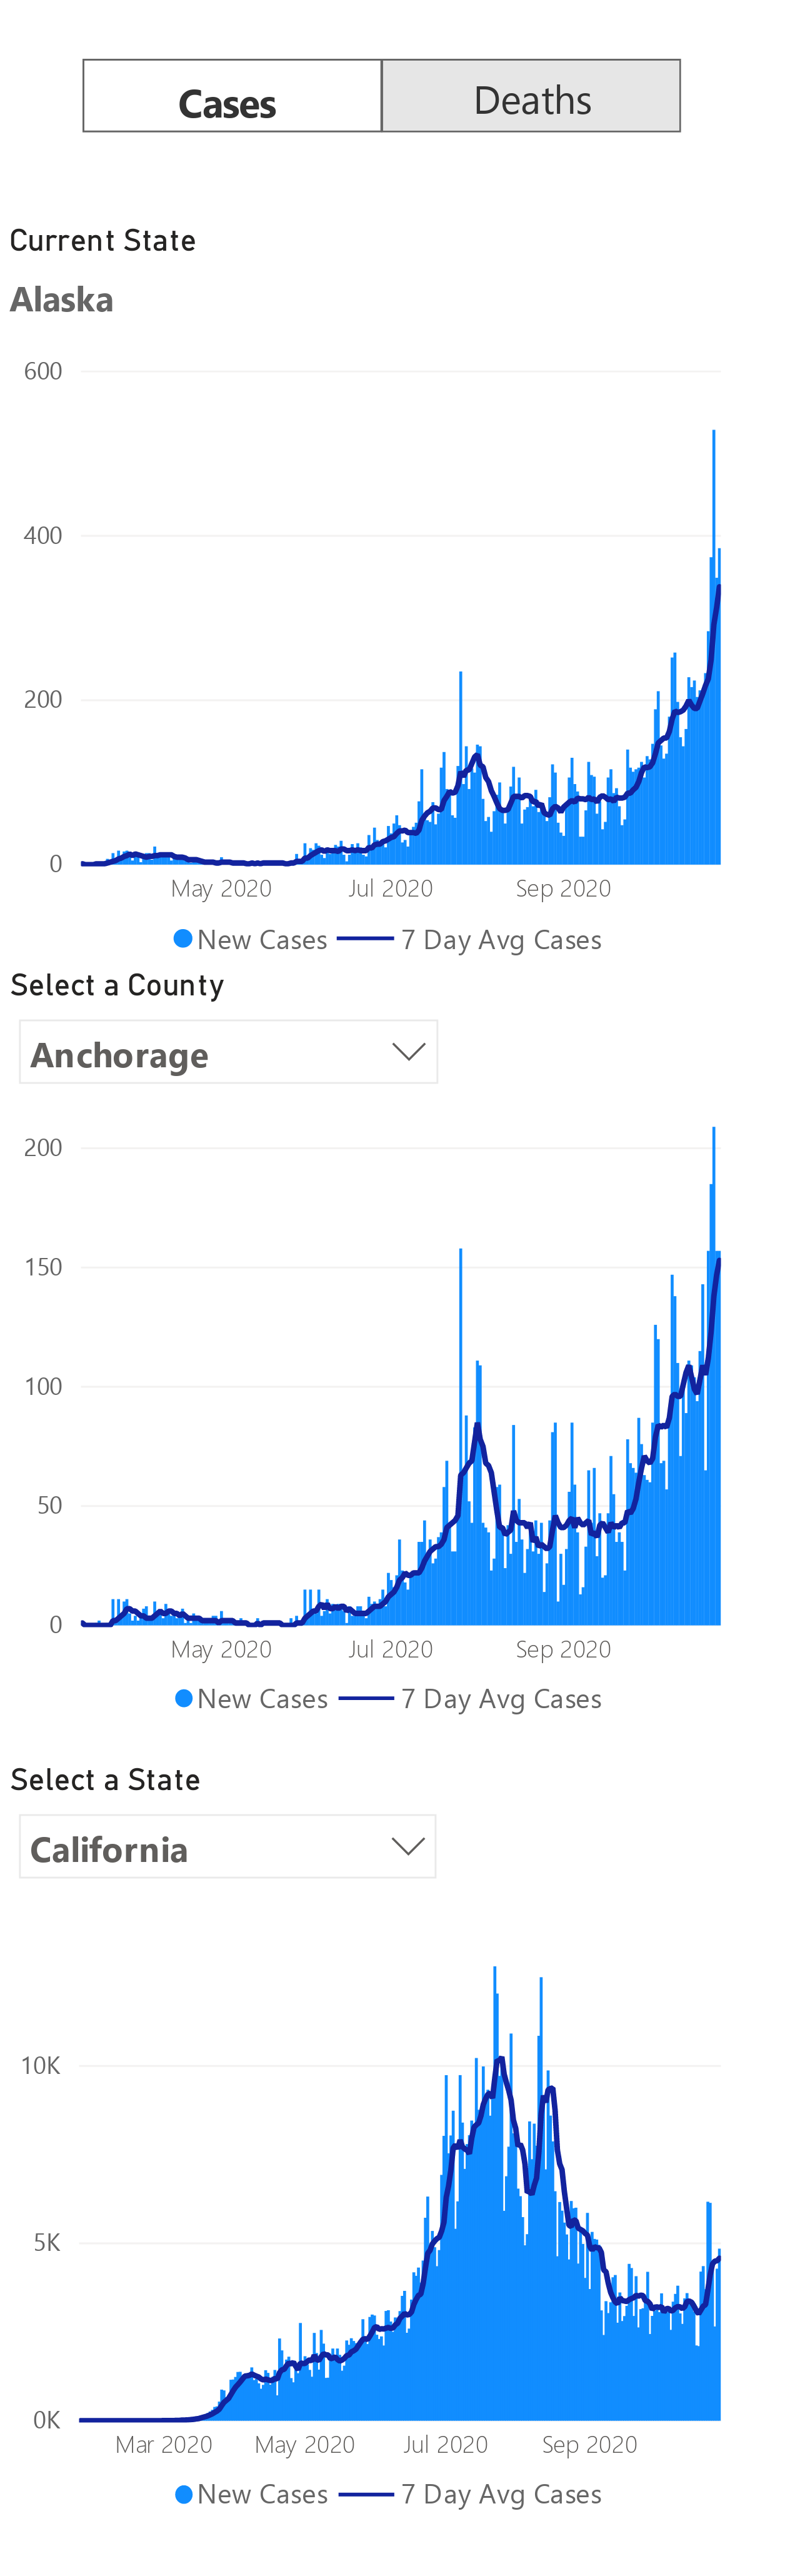 Cases Deaths
Current State
Alaska
600
400
200
0
May 2020 Jul 2020 Sep 2020
New Cases 7 Day Avg Cases
Select a County
Anchorage
200
150
100
50
0
May 2020 Jul 2020 Sep 2020
New Cases 7 Day Avg Cases
Select a State
California
10K
5K
0K
Mar 2020 May 2020 Jul 2020 Sep 2020
New Cases 7 Day Avg Cases